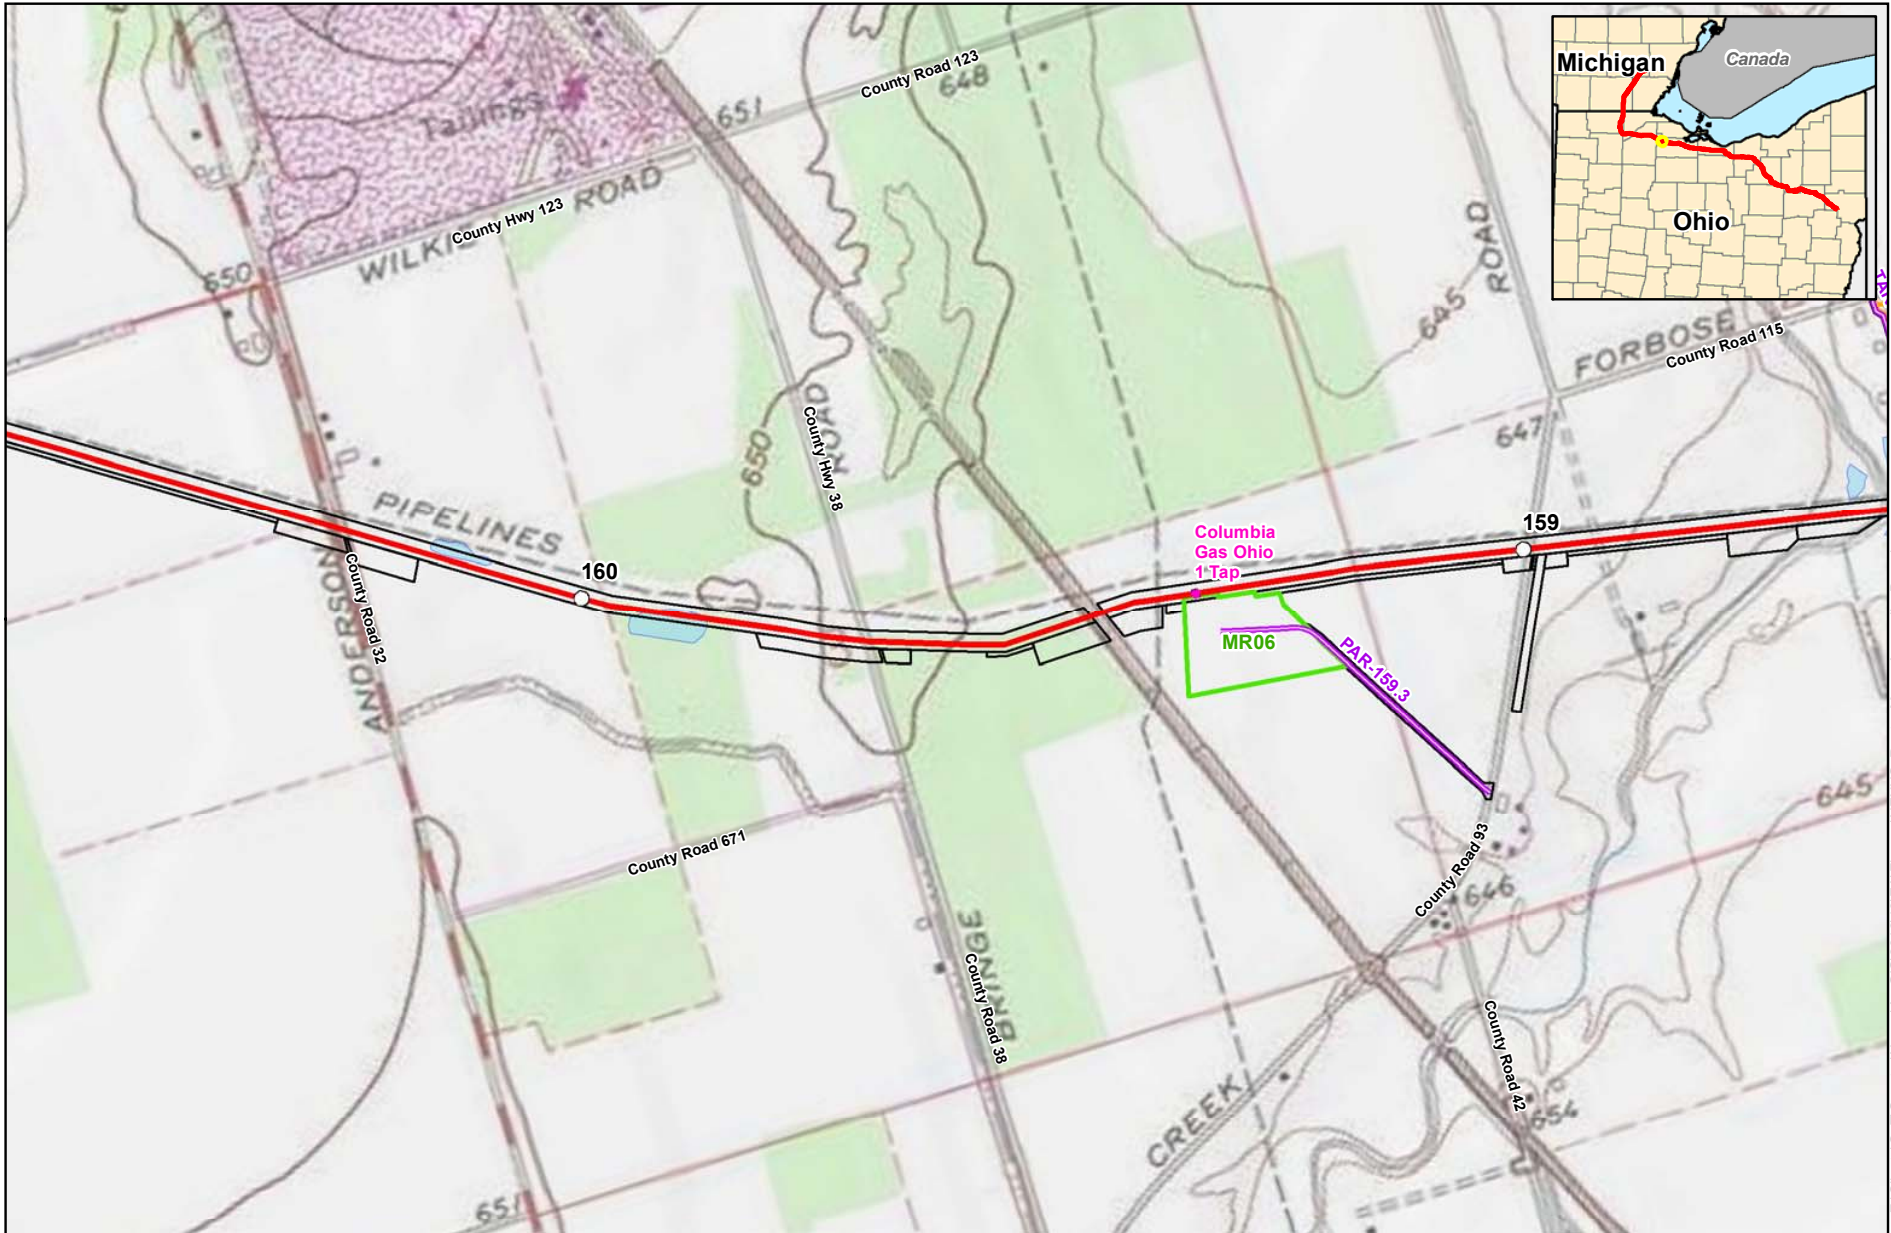 Michigan
Canada
Ohio
Tailings
651
County Road 123
648
WILKI
ROAD
County Hwy 123
650
ROAD
645
FORBOSE
County Road 115
647
ROAD
County Hwy 38
650
PIPELINES
159
Columbia
Gas Ohio
1 Tap
160
ANDERSON
County Road 32
MR06
PAR-159.3
645
County Road 671
County Road 93
646
BRINGE
County Road 38
County Road 42
654
CREEK
651